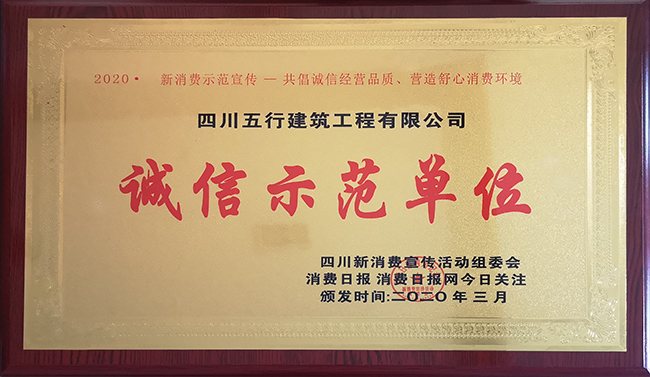 2020· 新消费示范宣传 — 共倡诚信经营品质、营造舒心消费环境
四川五行建筑工程有限公司
诚信示范单位
四川新消费宣传活动组委会
消费日报 消费日报网今日关注
颁发时间:二〇二〇年三月